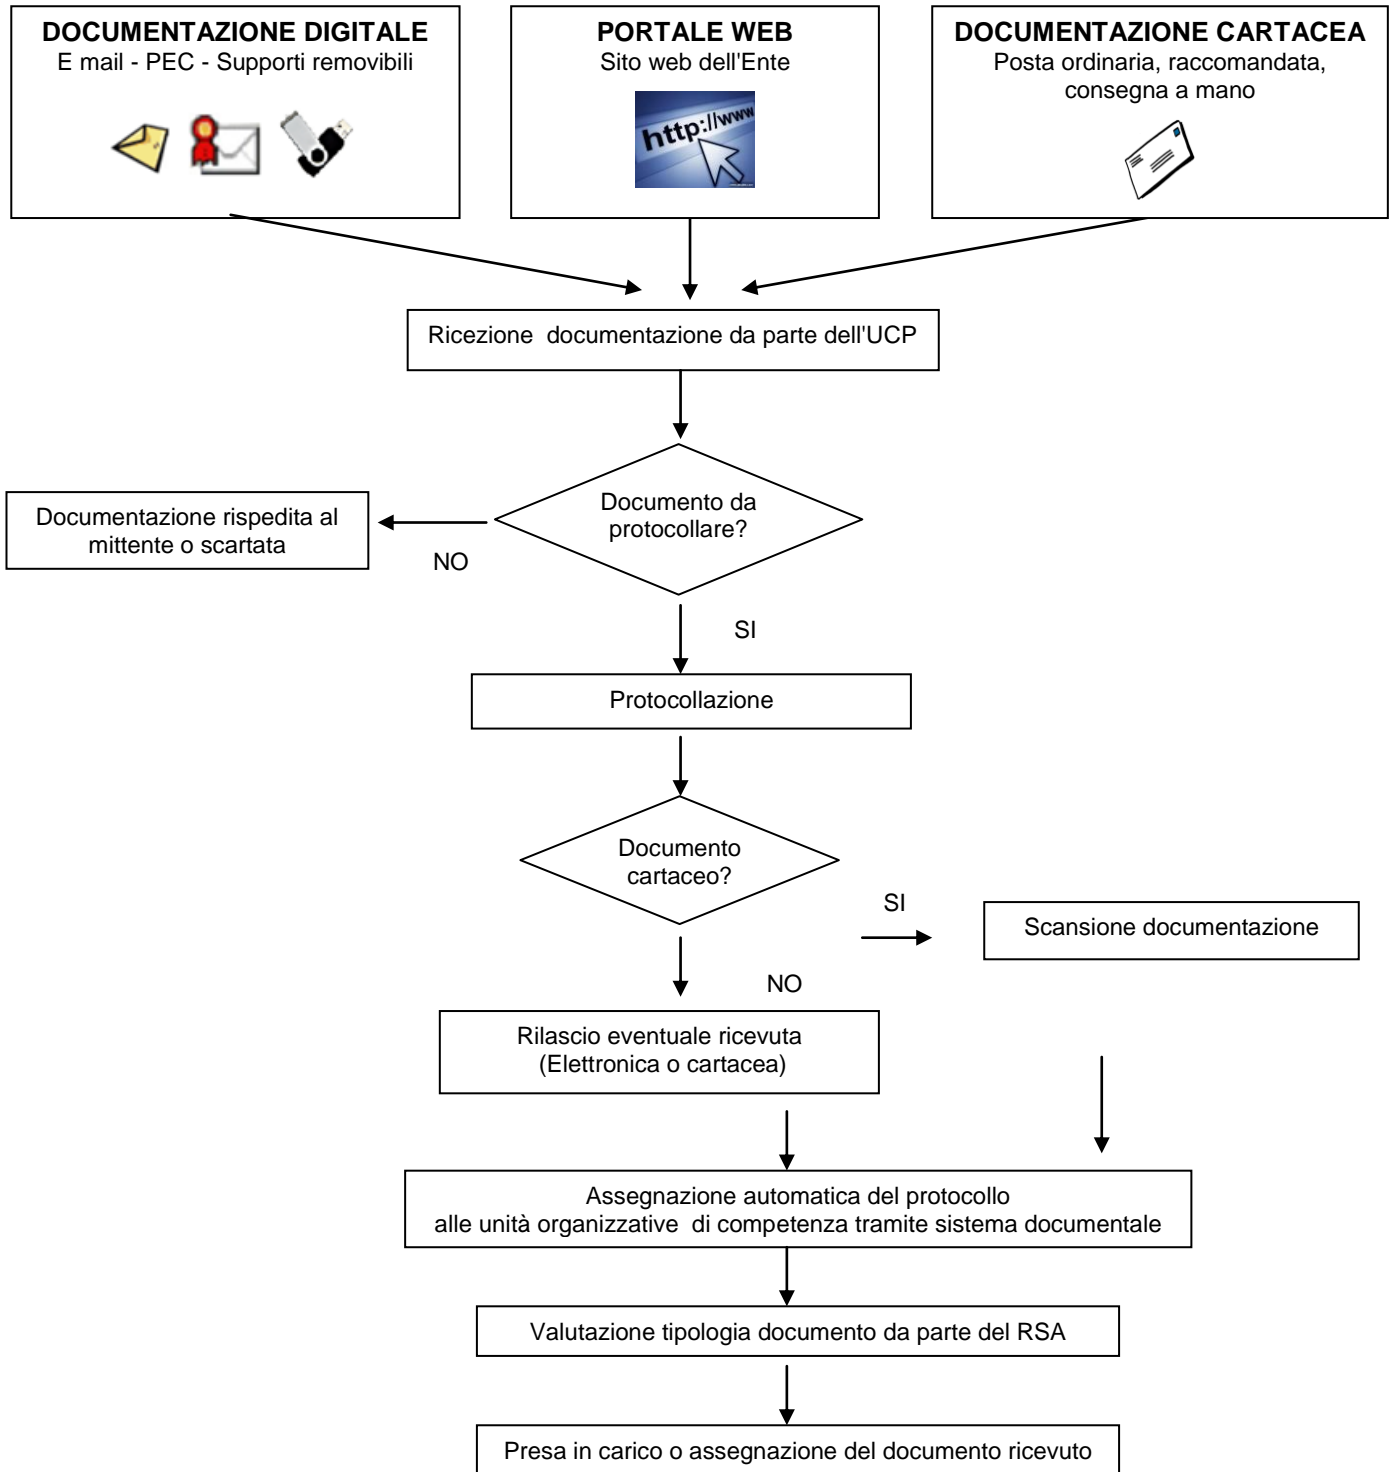 DOCUMENTAZIONE DIGITALE
E mail - PEC - Supporti removibili
PORTALE WEB
Sito web dell'Ente
http://www
DOCUMENTAZIONE CARTACEA
Posta ordinaria, raccomandata,
consegna a mano
Ricezione documentazione da parte dell'UCP
Documento da
protocollare?
Documentazione rispedita al
mittente o scartata
NO
SI
Protocollazione
Documento
cartaceo?
SI
Scansione documentazione
NO
Rilascio eventuale ricevuta
(Elettronica o cartacea)
Assegnazione automatica del protocollo
alle unità organizzative di competenza tramite sistema documentale
Valutazione tipologia documento da parte del RSA
Presa in carico o assegnazione del documento ricevuto